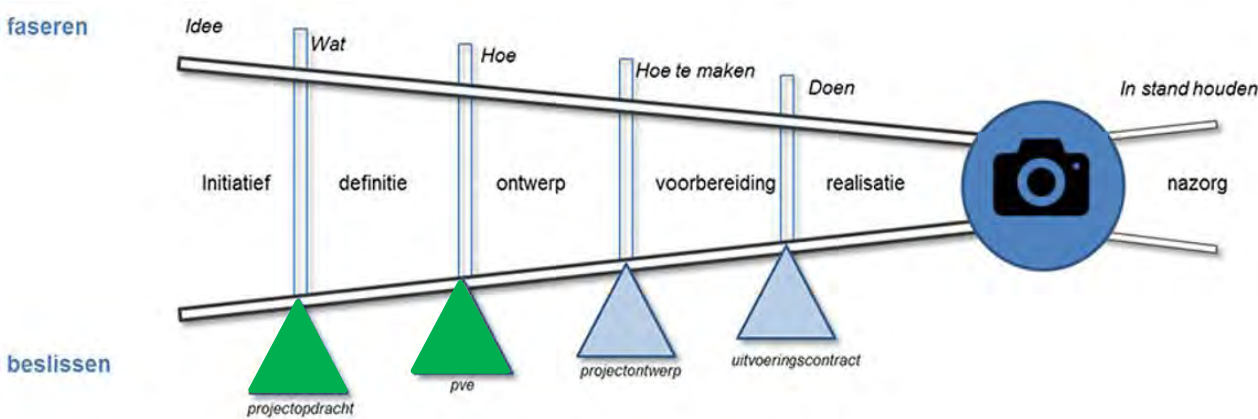 faseren
Idee
Wat
Hoe
Hoe te maken
Doen
In stand houden
Initiatief
definitie
ontwerp
voorbereiding
realisatie
nazorg
beslissen
projectopdracht
pve
projectontwerp
uitvoeringscontract